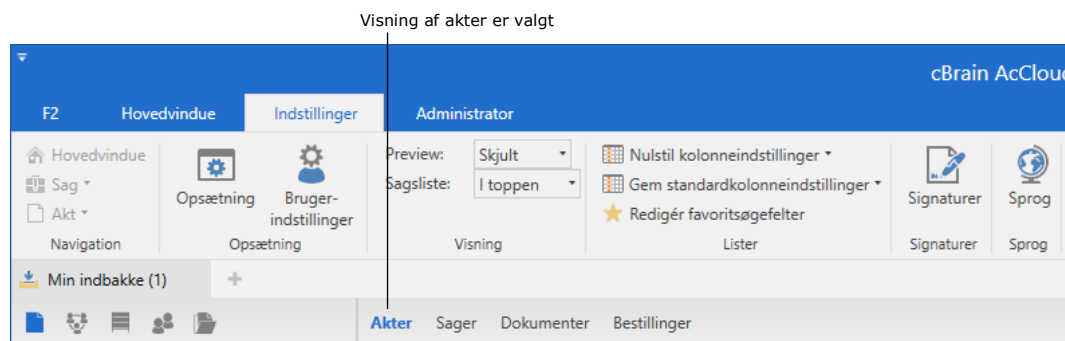 Visning af akter er valgt
cBrain AcCloud
F2 Hovedvindue Indstillinger Administrator
Hovedvindue
Sag
Akt
Navigation
Opsætning
Bruger-
indstillinger
Opsætning
Preview: Skjult
Sagsliste: I toppen
Visning
Nulstil kolonneindstillinger
Gem standardkolonneindstillinger
Redigér favoritsøgefelter
Lister
Signaturer
Signaturer
Sprog
Sprog
Min indbakke (1) +
Akter Sager Dokumenter Bestillinger